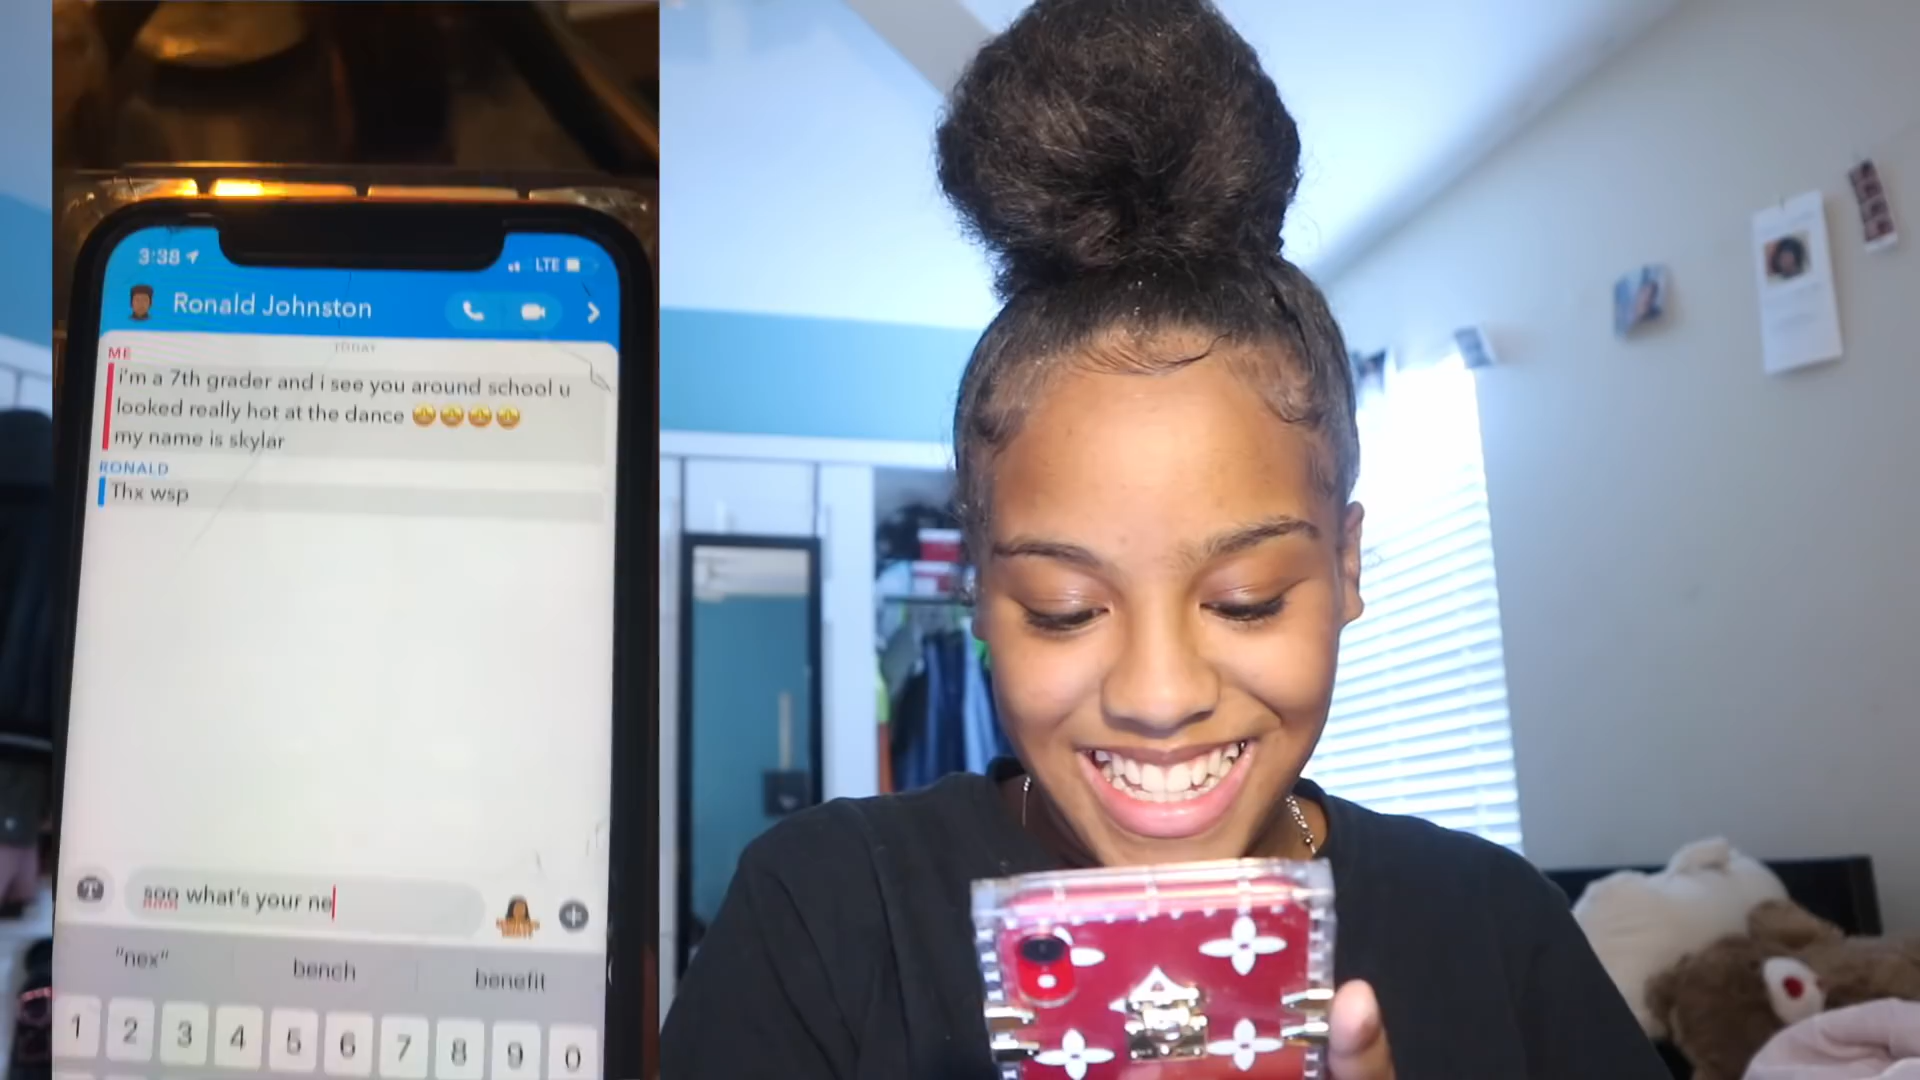 3:38
LTE
Ronald Johnston
TODAY
ME
i'm a 7th grader and i see you around school u
looked really hot at the dance 🤩🤩🤩🤩
my name is skylar
RONALD
Thx wsp
soo what's your ne
"nex" bench benefit
1 2 3 4 5 6 7 8 9 0